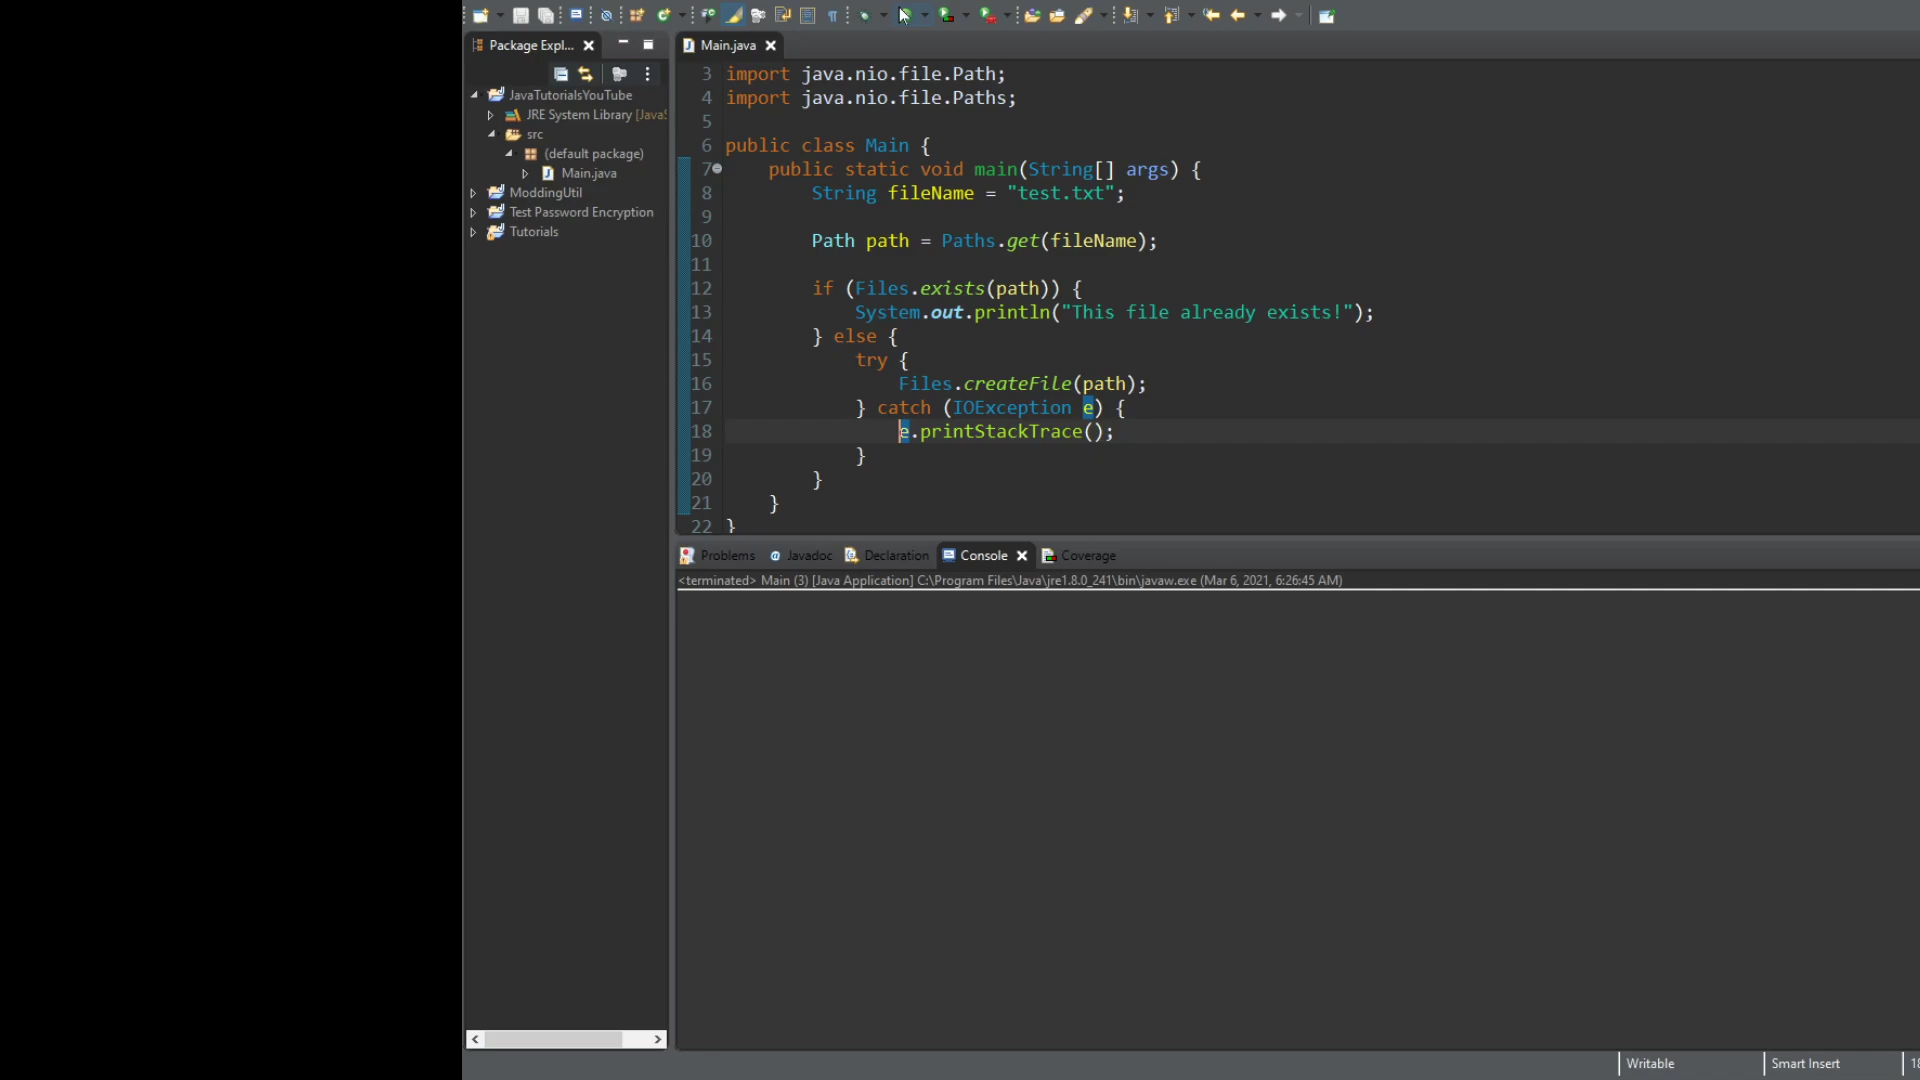 Package Expl...
JavaTutorialsYouTube
JRE System Library [JavaS
src
(default package)
Main.java
ModdingUtil
Test Password Encryption
Tutorials
Main.java
3 import java.nio.file.Path;
4 import java.nio.file.Paths;
5
6 public class Main {
7 public static void main(String[] args) {
8 String fileName = "test.txt";
9
10 Path path = Paths.get(fileName);
11
12 if (Files.exists(path)) {
13 System.out.println("This file already exists!");
14 } else {
15 try {
16 Files.createFile(path);
17 } catch (IOException e) {
18 e.printStackTrace();
19 }
20 }
21 }
22 }
Problems @ Javadoc Declaration Console Coverage
<terminated> Main (3) [Java Application] C:\Program Files\Java\jre1.8.0_241\bin\javaw.exe (Mar 6, 2021, 6:26:45 AM)
Writable Smart Insert 18